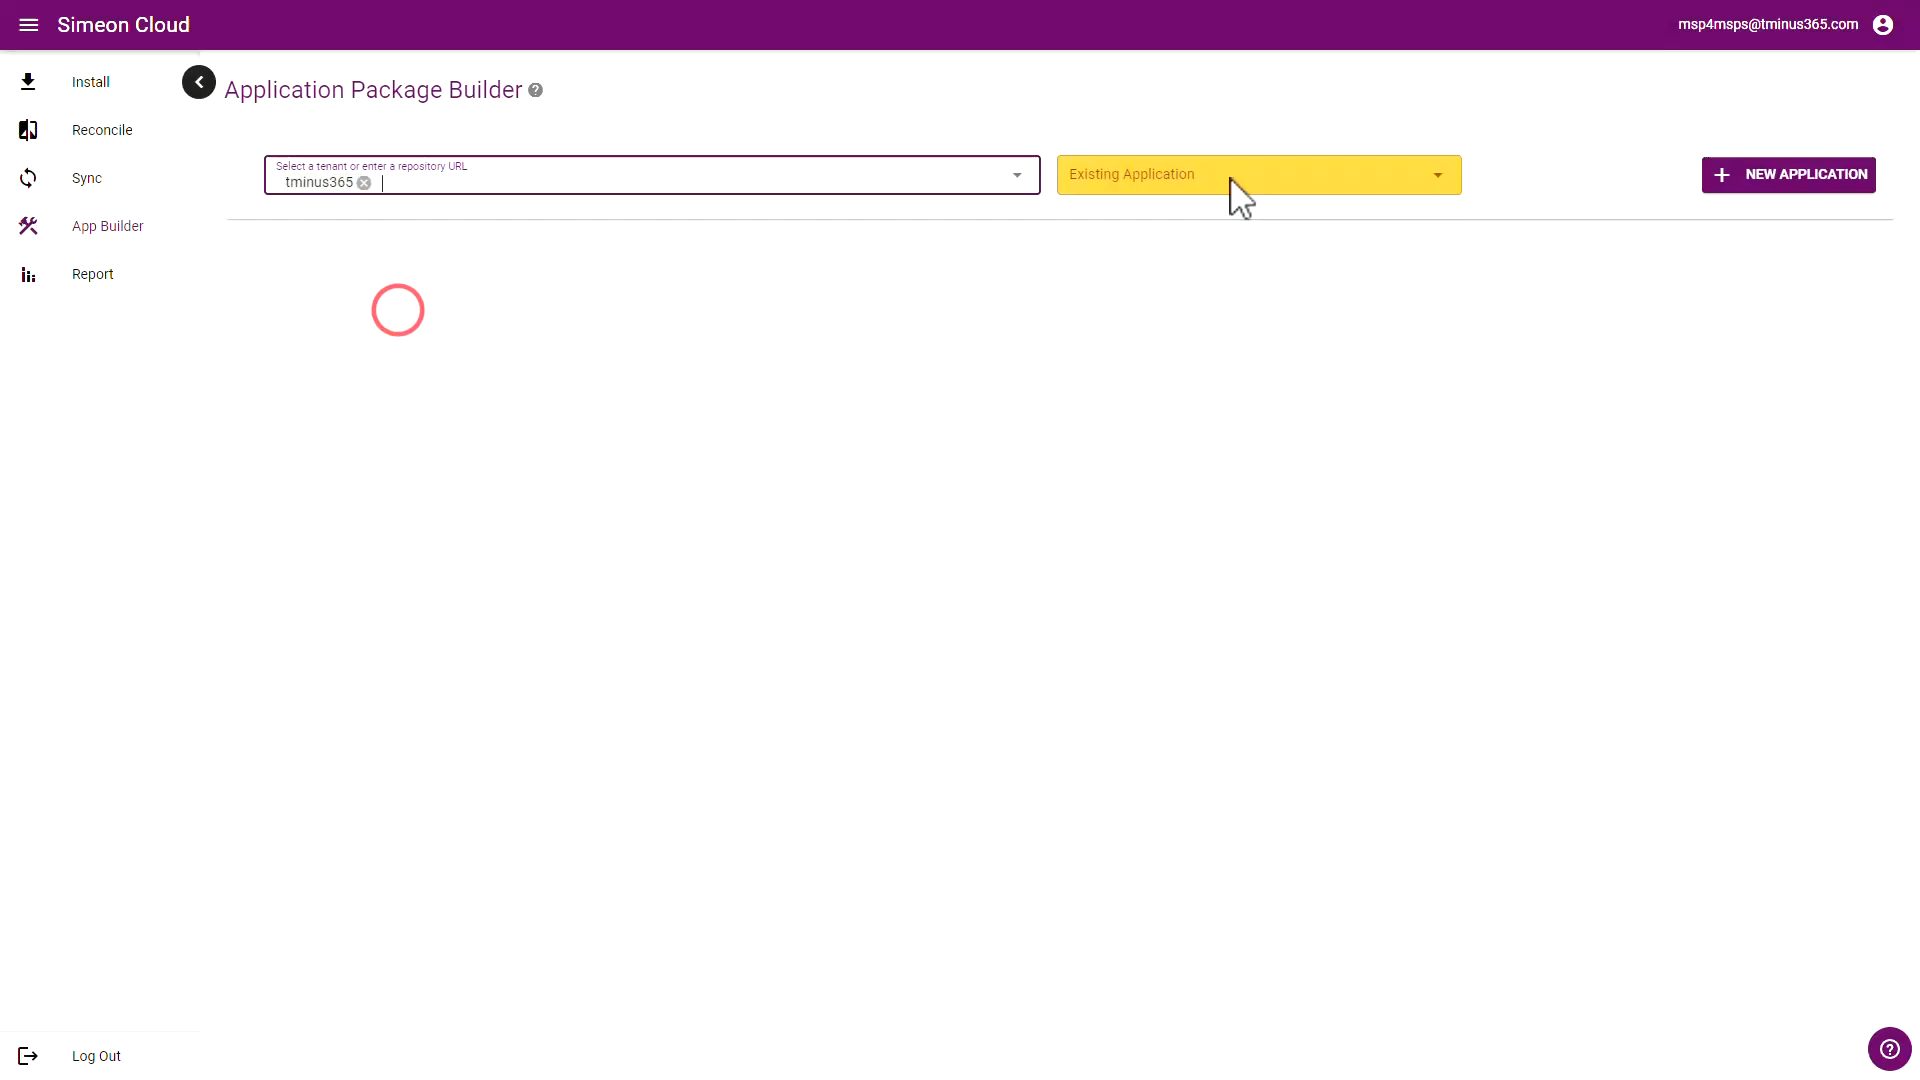 Simeon Cloud
msp4msps@tminus365.com
Install
Reconcile
Sync
App Builder
Report
Application Package Builder
Select a tenant or enter a repository URL
tminus365
Existing Application
NEW APPLICATION
Log Out